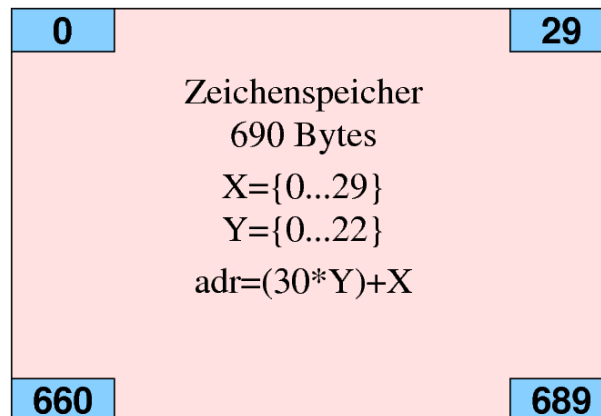 0
29
Zeichenspeicher
690 Bytes
X={0...29}
Y={0...22}
adr=(30*Y)+X
660
689